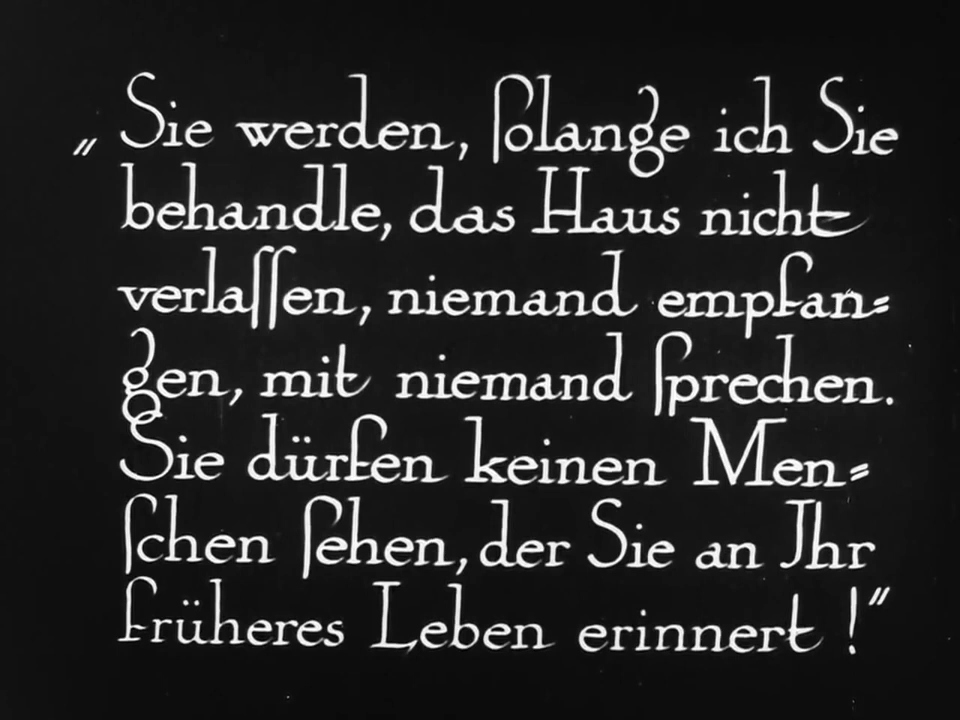 „Sie werden, ſolange ich Sie
behandle, das Haus nicht
verlaſſen, niemand empfan⸗
gen, mit niemand ſprechen.
Sie dürfen keinen Men⸗
ſchen ſehen, der Sie an Ihr
früheres Leben erinnert!”